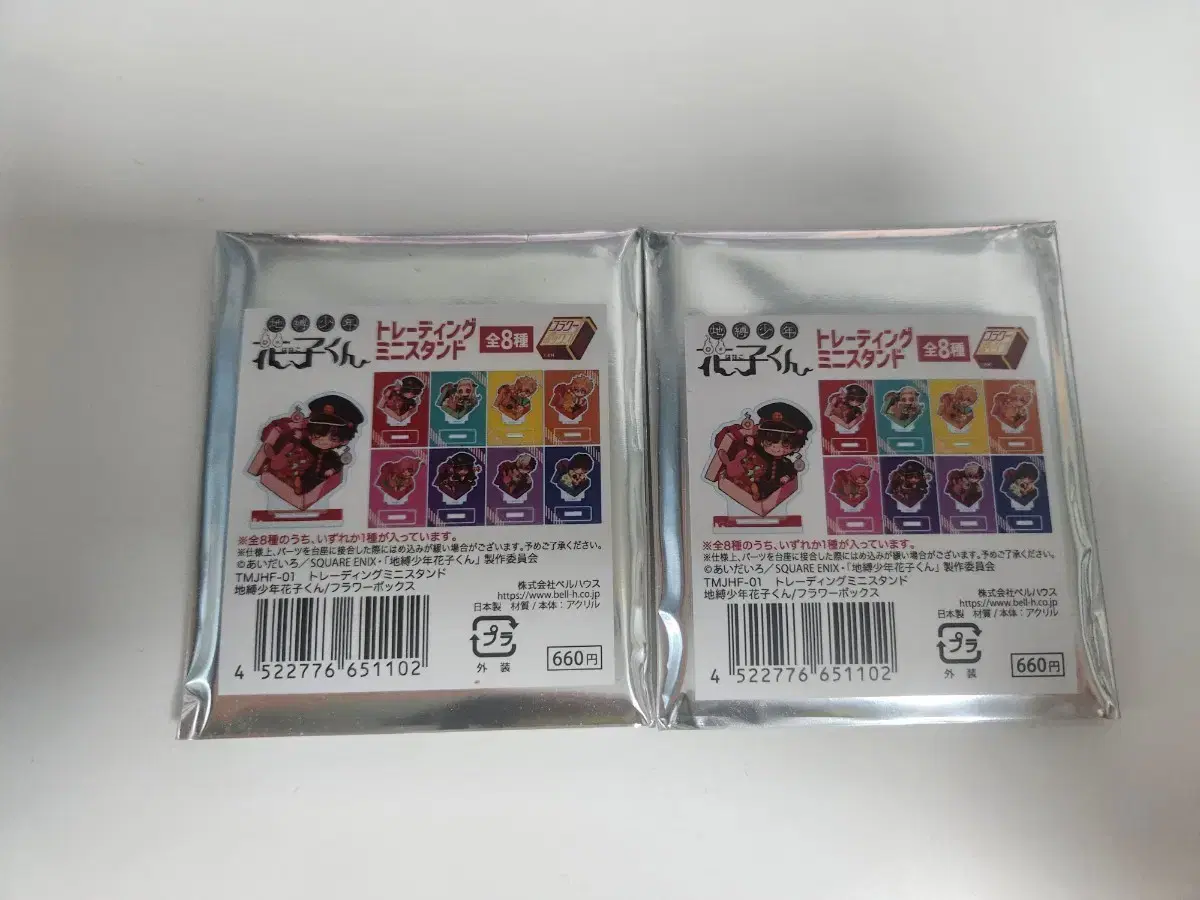 地縛少年
花子くん
トレーディング
ミニスタンド
全8種
フラワー
※全8種のうち、いずれか1種が入っています。
※仕様上、パーツを台座に接合した際にはめ込みが緩い場合がございます。予めご了承ください。
©あいだいろ／SQUARE ENIX・「地縛少年花子くん」製作委員会
TMJHF-01　トレーディングミニスタンド
地縛少年花子くん/フラワーボックス
株式会社ベルハウス
https://www.bell-h.co.jp
日本製　材質/本体：アクリル
4 522776 651102
プラ
外装
660円
地縛少年
花子くん
トレーディング
ミニスタンド
全8種
※全8種のうち、いずれか1種が入っています。
※仕様上、パーツを台座に接合した際にはめ込みが緩い場合がございます。予めご了承ください。
©あいだいろ／SQUARE ENIX・「地縛少年花子くん」製作委員会
TMJHF-01　トレーディングミニスタンド
地縛少年花子くん/フラワーボックス
株式会社ベルハウス
https://www.bell-h.co.jp
日本製　材質/本体：アクリル
4 522776 651102
プラ
外装
660円